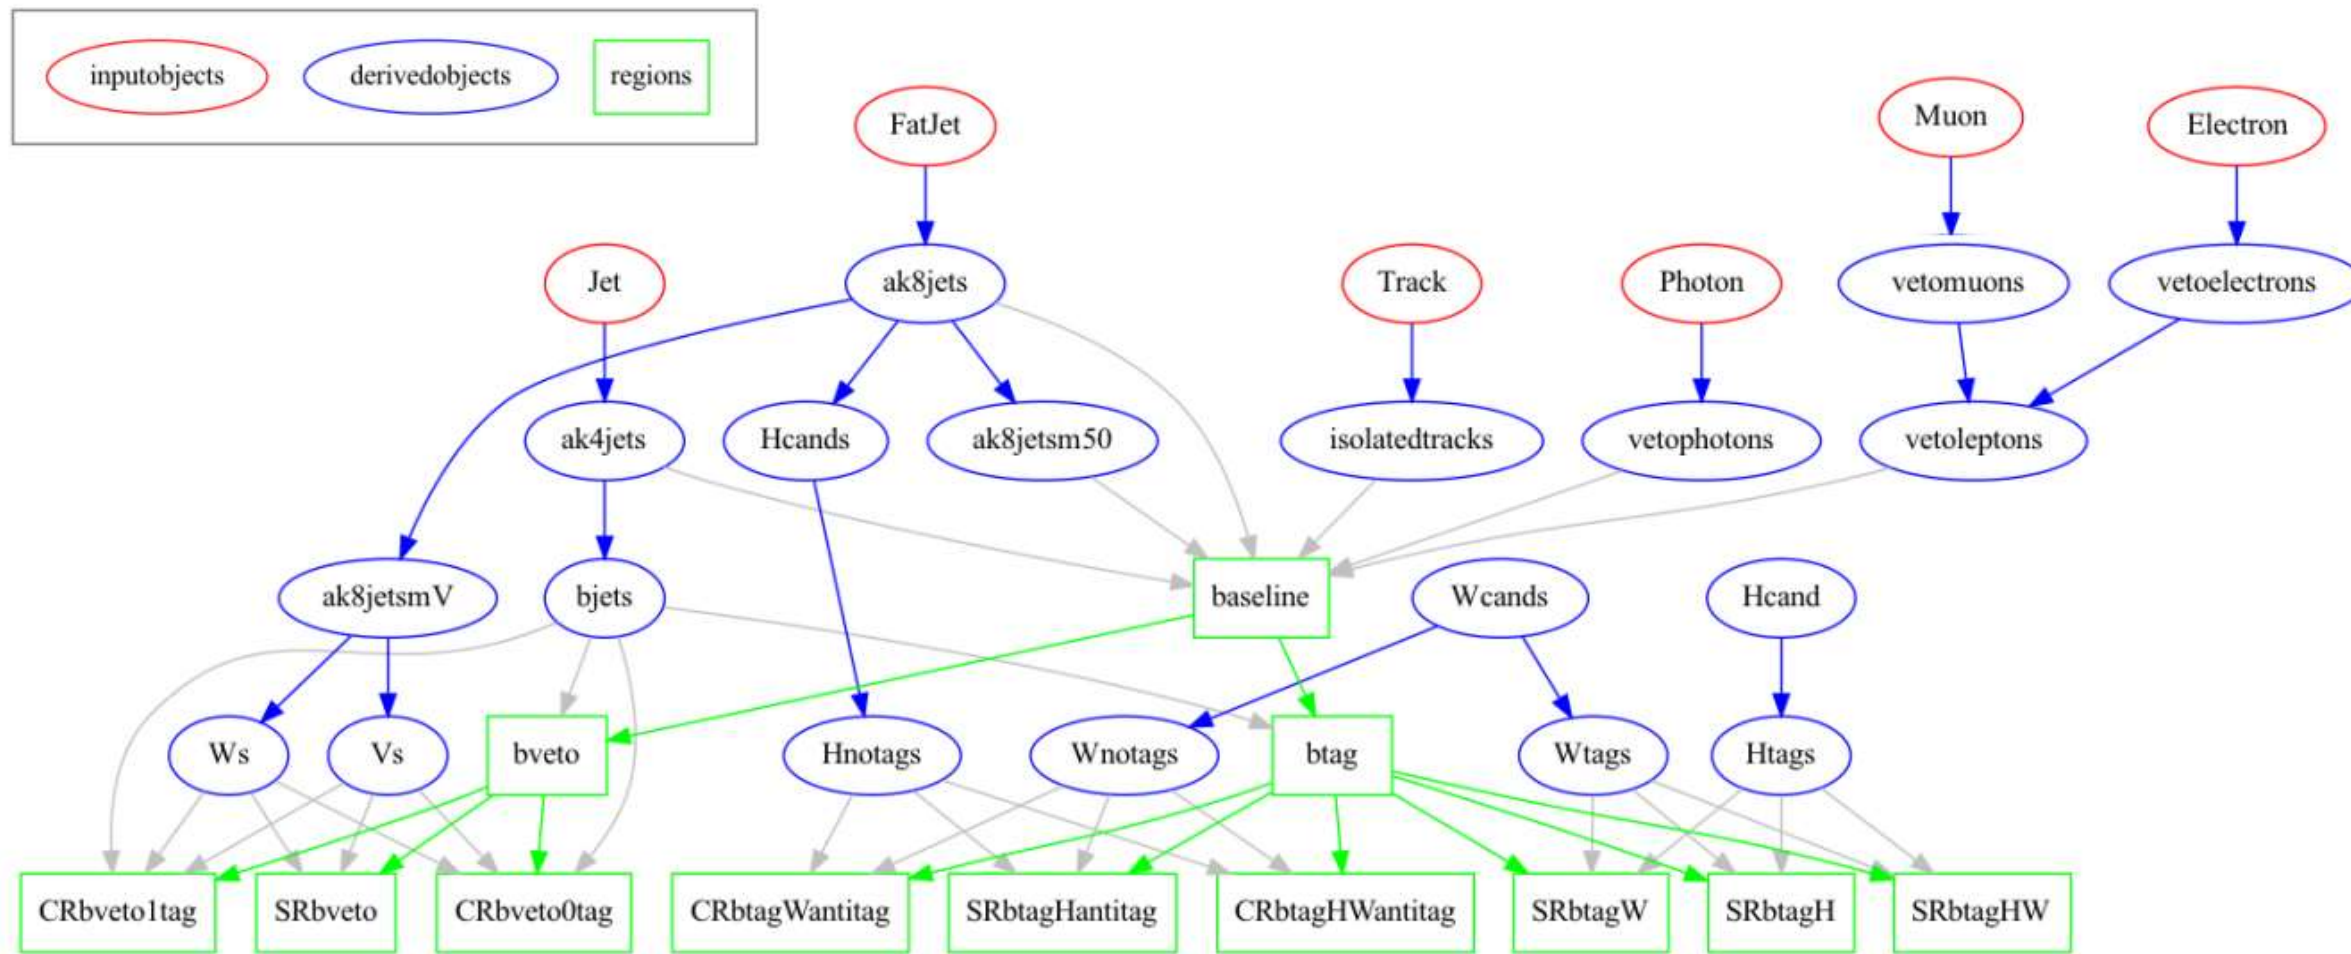 inputobjects
derivedobjects
regions
FatJet
Muon
Electron
Jet
ak8jets
Track
Photon
vetomuons
vetoelectrons
ak4jets
Hcands
ak8jetsm50
isolatedtracks
vetophotons
vetoleptons
ak8jetsmV
bjets
baseline
Wcands
Hcand
Ws
Vs
bveto
Hnotags
Wnotags
btag
Wtags
Htags
CRbveto1tag
SRbveto
CRbveto0tag
CRbtagWantitag
SRbtagHantitag
CRbtagHWantitag
SRbtagW
SRbtagH
SRbtagHW